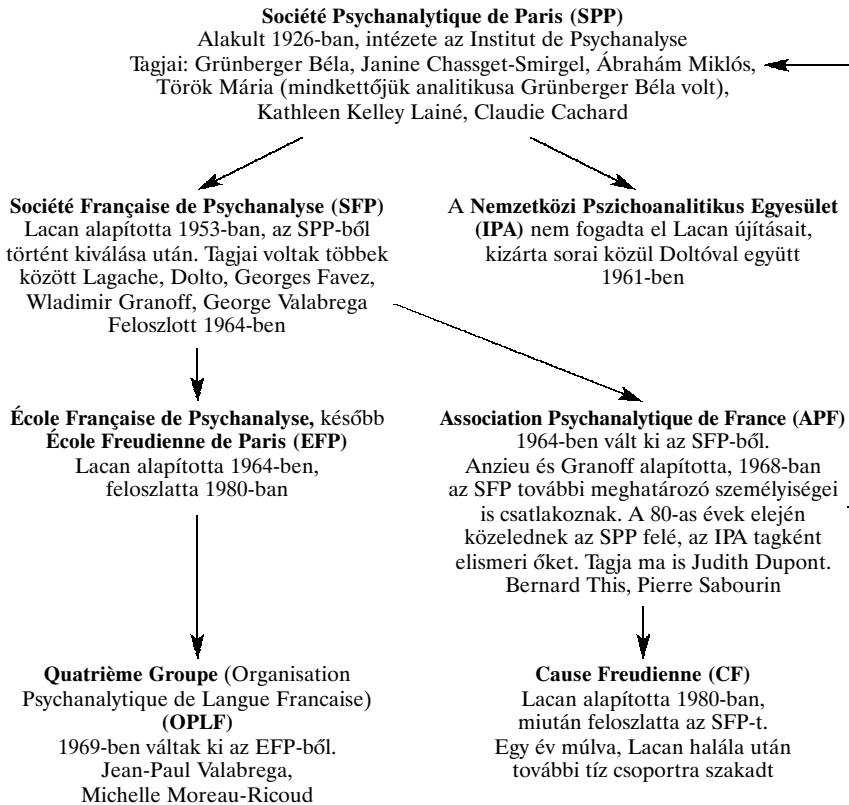 Société Psychanalytique de Paris (SPP)
Alakult 1926-ban, intézete az Institut de Psychanalyse
Tagjai: Grünberger Béla, Janine Chassget-Smirgel, Ábrahám Miklós,
Török Mária (mindkettőjük analitikusa Grünberger Béla volt),
Kathleen Kelley Lainé, Claudie Cachard
Société Française de Psychanalyse (SFP)
Lacan alapította 1953-ban, az SPP-ből
történt kiválása után. Tagjai voltak többek
között Lagache, Dolto, Georges Favez,
Wladimir Granoff, George Valabrega
Feloszlott 1964-ben
A Nemzetközi Pszichoanalitikus Egyesület
(IPA) nem fogadta el Lacan újításait,
kizárta sorai közül Doltóval együtt
1961-ben
École Française de Psychanalyse, később
École Freudienne de Paris (EFP)
Lacan alapította 1964-ben,
feloszlatta 1980-ban
Association Psychanalytique de France (APF)
1964-ben vált ki az SFP-ből.
Anzieu és Granoff alapította, 1968-ban
az SFP további meghatározó személyiségei
is csatlakoznak. A 80-as évek elején
közelednek az SPP felé, az IPA tagként
elismeri őket. Tagja ma is Judith Dupont.
Bernard This, Pierre Sabourin
Quatrième Groupe (Organisation
Psychanalytique de Langue Francaise)
(OPLF)
1969-ben váltak ki az EFP-ből.
Jean-Paul Valabrega,
Michelle Moreau-Ricoud
Cause Freudienne (CF)
Lacan alapította 1980-ban,
miután feloszlatta az SFP-t.
Egy év múlva, Lacan halála után
további tíz csoportra szakadt